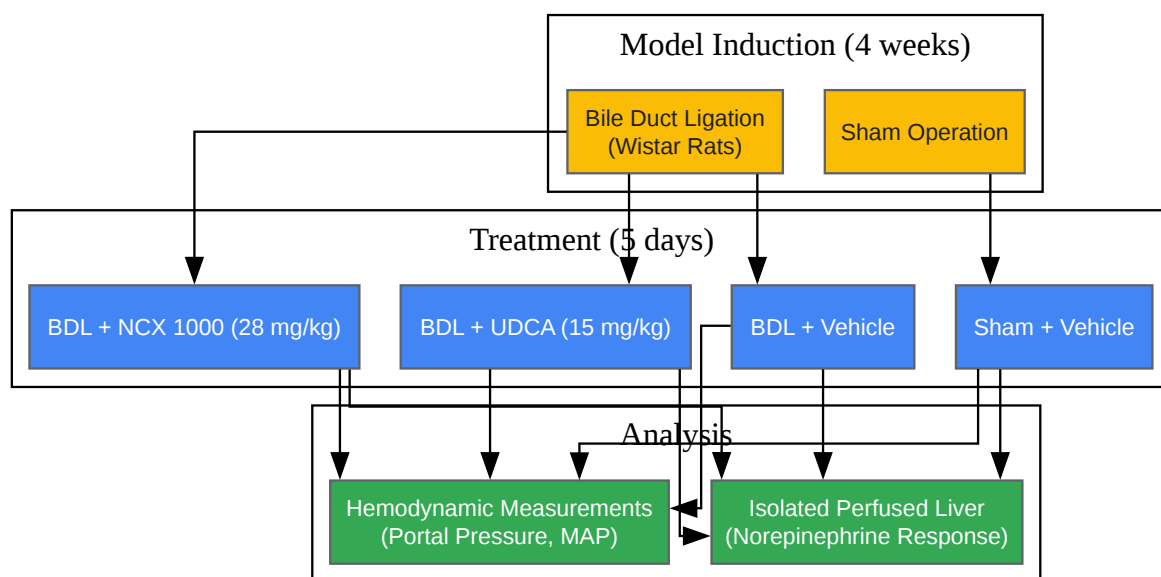 Model Induction (4 weeks)
Bile Duct Ligation
(Wistar Rats)
Sham Operation
Treatment (5 days)
BDL + NCX 1000 (28 mg/kg)
BDL + UDCA (15 mg/kg)
BDL + Vehicle
Sham + Vehicle
Analysis
Hemodynamic Measurements
(Portal Pressure, MAP)
Isolated Perfused Liver
(Norepinephrine Response)